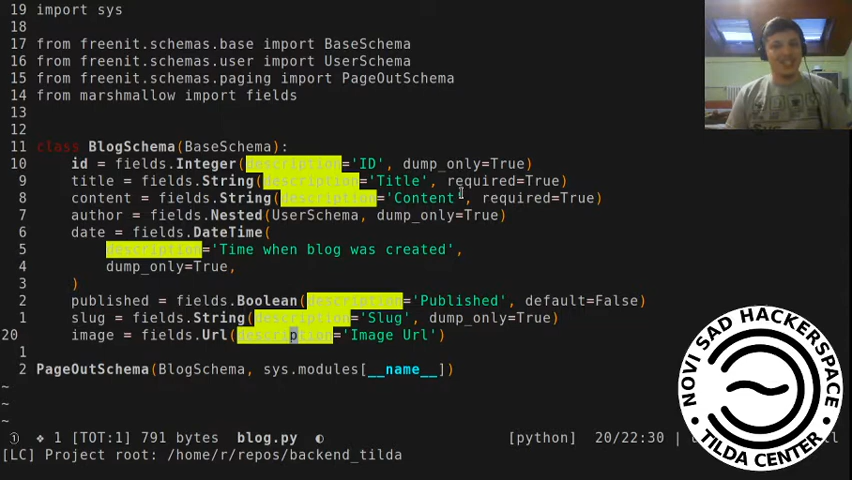 19 import sys
18
17 from freenit.schemas.base import BaseSchema
16 from freenit.schemas.user import UserSchema
15 from freenit.schemas.paging import PageOutSchema
14 from marshmallow import fields
13
12
11 class BlogSchema(BaseSchema):
10     id = fields.Integer(description='ID', dump_only=True)
9     title = fields.String(description='Title', required=True)
8     content = fields.String(description='Content', required=True)
7     author = fields.Nested(UserSchema, dump_only=True)
6     date = fields.DateTime(
5         description='Time when blog was created',
4         dump_only=True,
3     )
2     published = fields.Boolean(description='Published', default=False)
1     slug = fields.String(description='Slug', dump_only=True)
20     image = fields.Url(description='Image Url')
1
2 PageOutSchema(BlogSchema, sys.modules[__name__])
~
~
~
① ❖ 1 [TOT:1] 791 bytes blog.py ◐ [python] 20/22:30 |
[LC] Project root: /home/r/repos/backend_tilda
NOVI SAD HACKERSPACE
TILDA CENTER